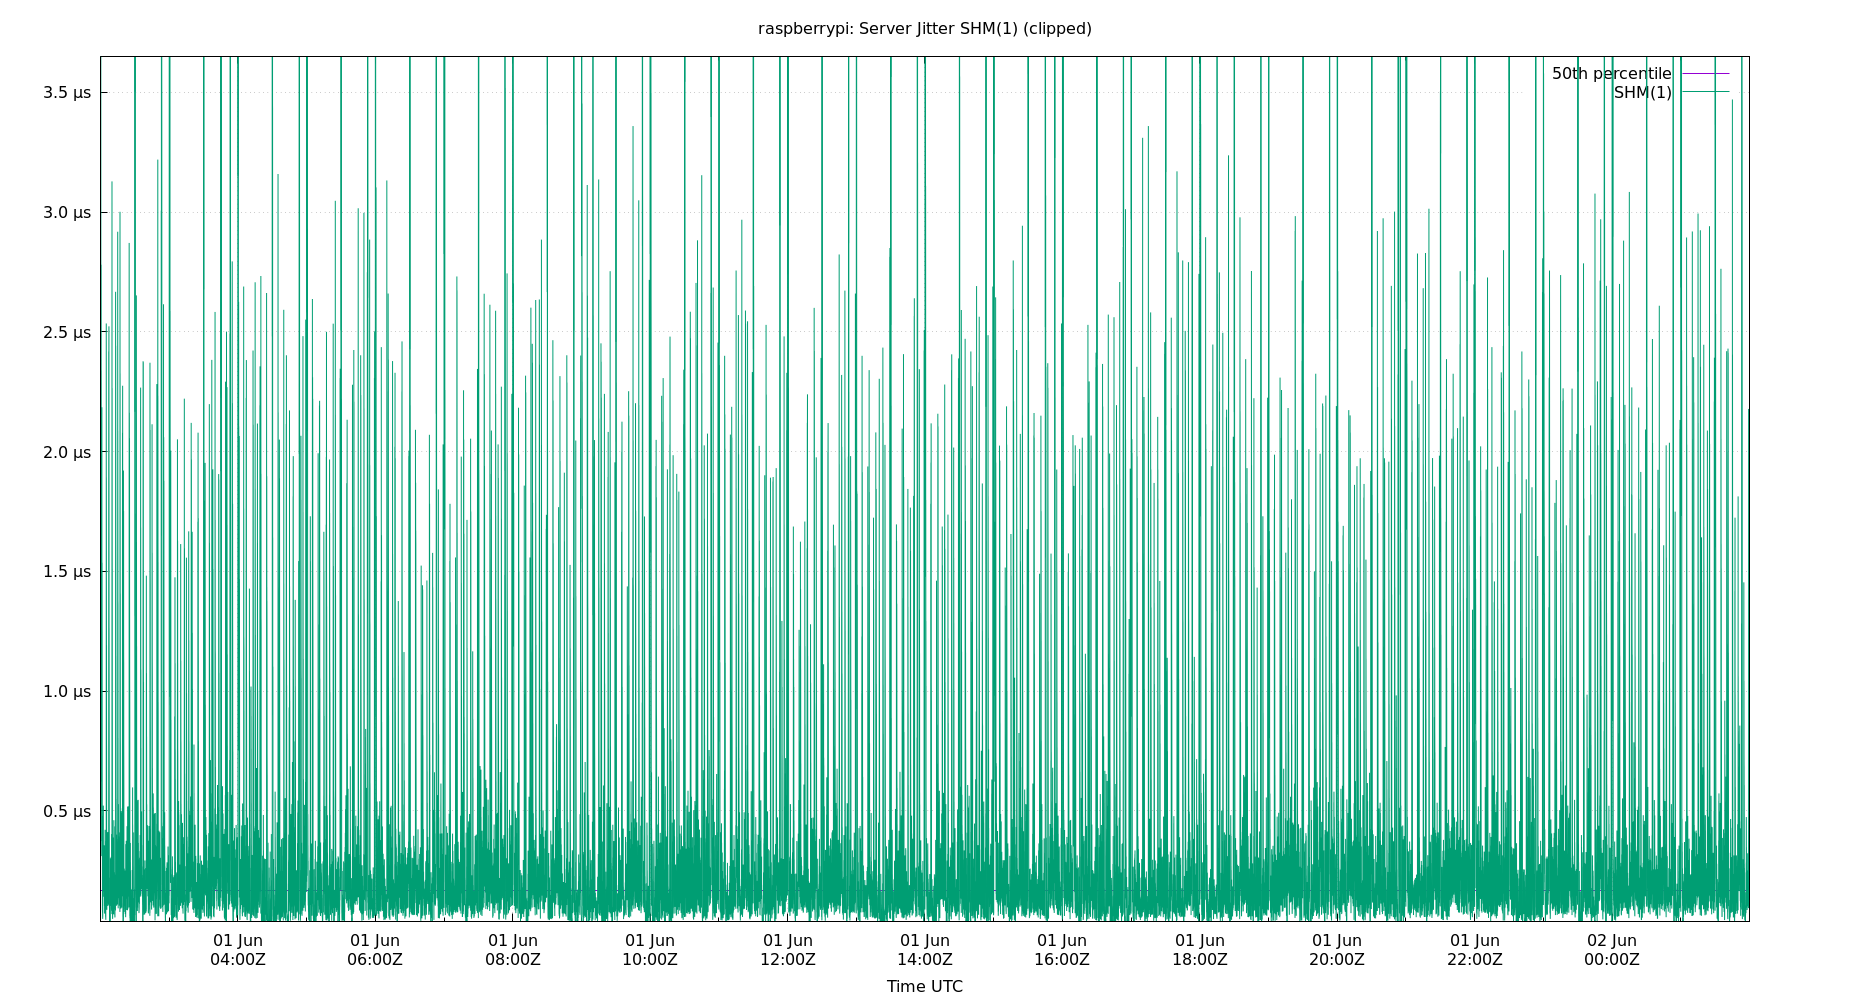 raspberrypi: Server Jitter SHM(1) (clipped)
50th percentile
SHM(1)
3.5 µs
3.0 µs
2.5 µs
2.0 µs
1.5 µs
1.0 µs
0.5 µs
01 Jun 01 Jun 01 Jun 01 Jun 01 Jun 01 Jun 01 Jun 01 Jun 01 Jun 01 Jun 02 Jun
04:00Z 06:00Z 08:00Z 10:00Z 12:00Z 14:00Z 16:00Z 18:00Z 20:00Z 22:00Z 00:00Z
Time UTC